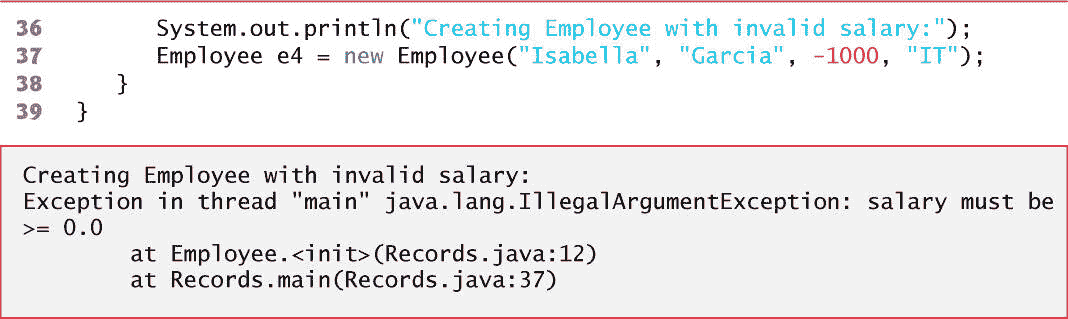 36 System.out.println("Creating Employee with invalid salary:");
37 Employee e4 = new Employee("Isabella", "Garcia", -1000, "IT");
38 }
39 }
Creating Employee with invalid salary:
Exception in thread "main" java.lang.IllegalArgumentException: salary must be
>= 0.0
at Employee.<init>(Records.java:12)
at Records.main(Records.java:37)